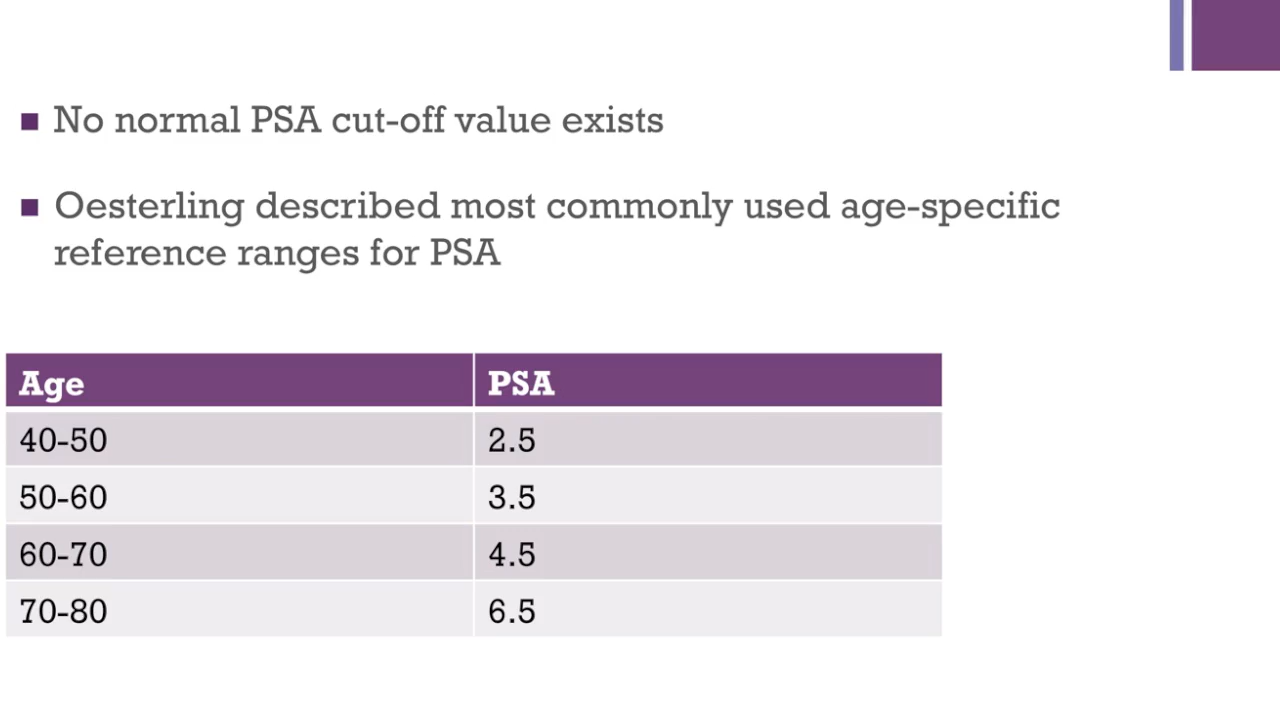 No normal PSA cut-off value exists
Oesterling described most commonly used age-specific
reference ranges for PSA
Age PSA
40-50 2.5
50-60 3.5
60-70 4.5
70-80 6.5